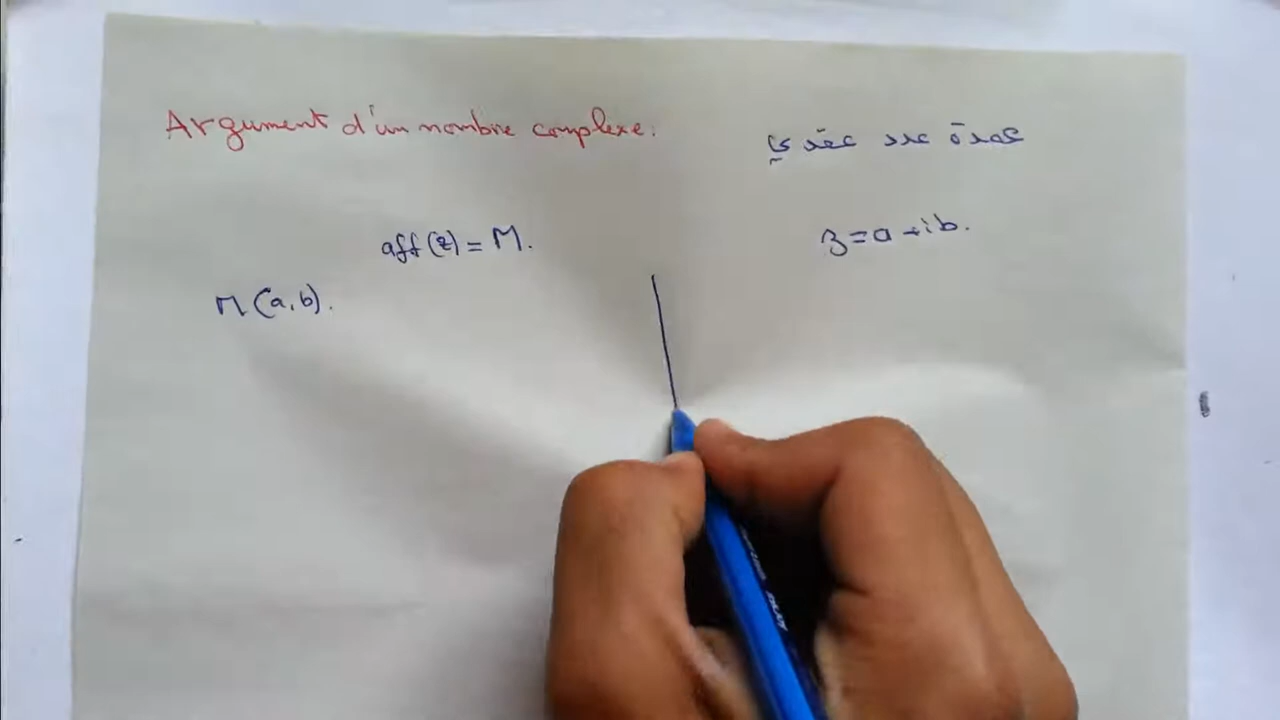 Argument d'un nombre complexe:
عمدة عدد عقدي
aff(z) = M.
z = a + ib.
M(a,b).